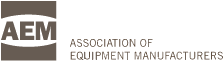 AEM
ASSOCIATION OF
EQUIPMENT MANUFACTURERS